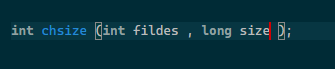 int chsize (int fildes , long size );